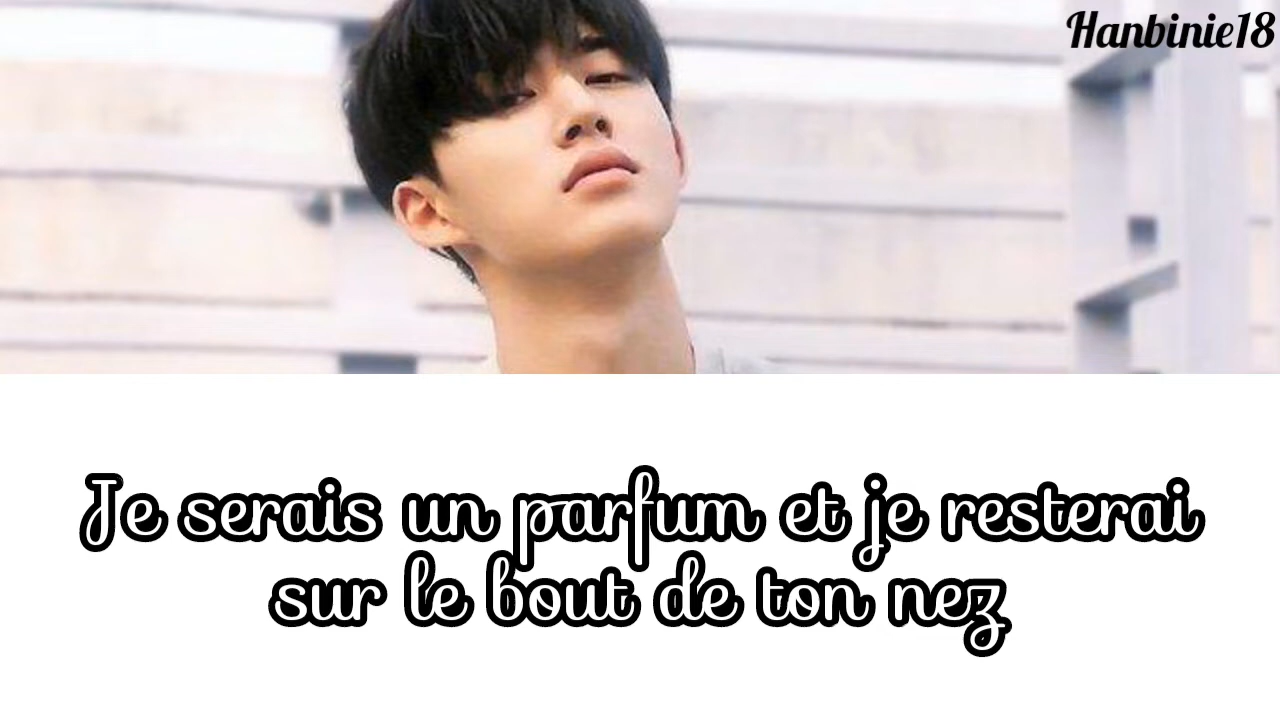 Hanbinie18
Je serais un parfum et je resterai
sur le bout de ton nez